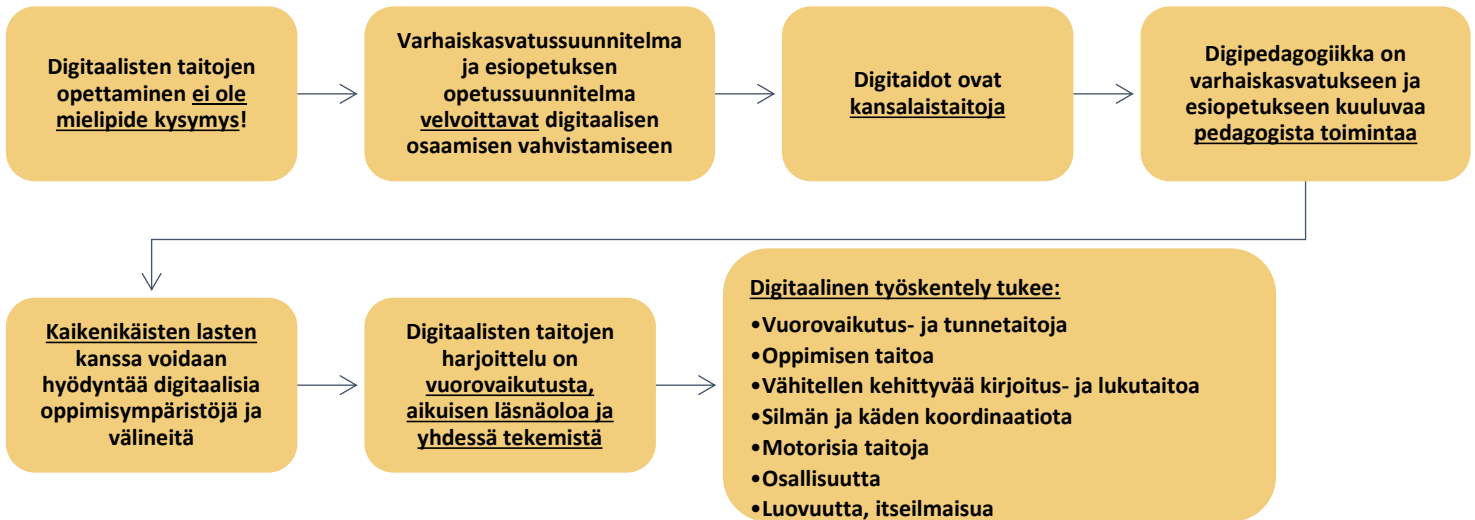 Digitaalisten taitojen
opettaminen ei ole
mielipide kysymys!
Varhaiskasvatussuunnitelma
ja esiopetuksen
opetussuunnitelma
velvoittavat digitaalisen
osaamisen vahvistamiseen
Digitaidot ovat
kansalaistaitoja
Digipedagogiikka on
varhaiskasvatukseen ja
esiopetukseen kuuluvaa
pedagogista toimintaa
Kaikenikäisten lasten
kanssa voidaan
hyödyntää digitaalisia
oppimisympäristöjä ja
välineitä
Digitaalisten taitojen
harjoittelu on
vuorovaikutusta,
aikuisen läsnäoloa ja
yhdessä tekemistä
Digitaalinen työskentely tukee:
•Vuorovaikutus- ja tunnetaitoja
•Oppimisen taitoa
•Vähitellen kehittyvää kirjoitus- ja lukutaitoa
•Silmän ja käden koordinaatiota
•Motorisia taitoja
•Osallisuutta
•Luovuutta, itseilmaisua